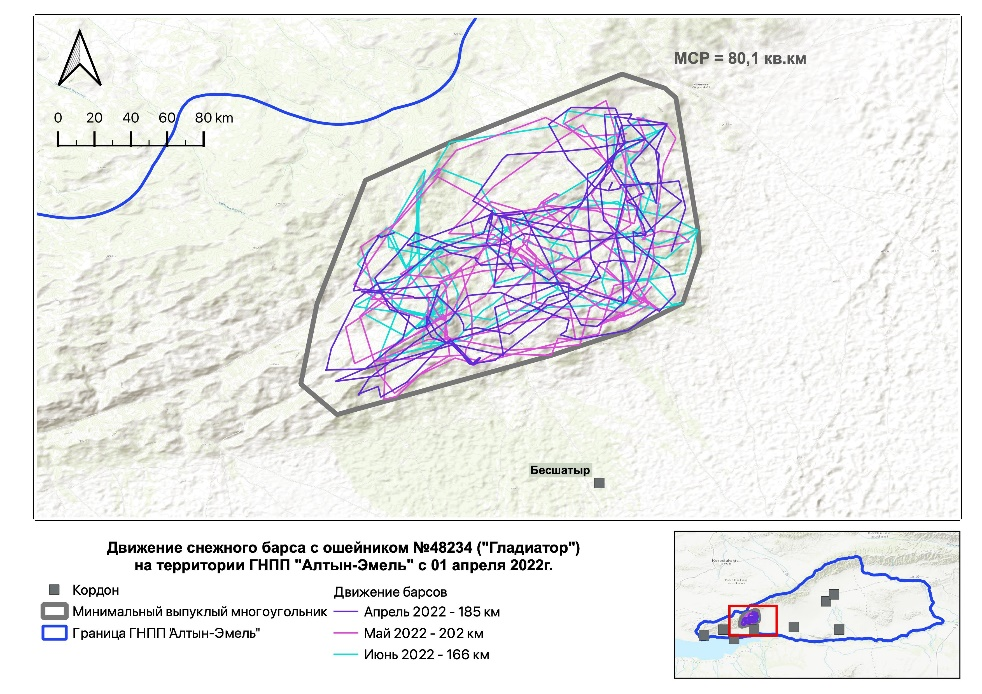 МСР = 80,1 кв.км
0 20 40 60 80 km
Бесшатыр
Движение снежного барса с ошейником №48234 ("Гладиатор")
на территории ГНПП "Алтын-Эмель" с 01 апреля 2022г.
Кордон
Минимальный выпуклый многоугольник
Граница ГНПП "Алтын-Эмель"
Движение барсов
Апрель 2022 - 185 км
Май 2022 - 202 км
Июнь 2022 - 166 км